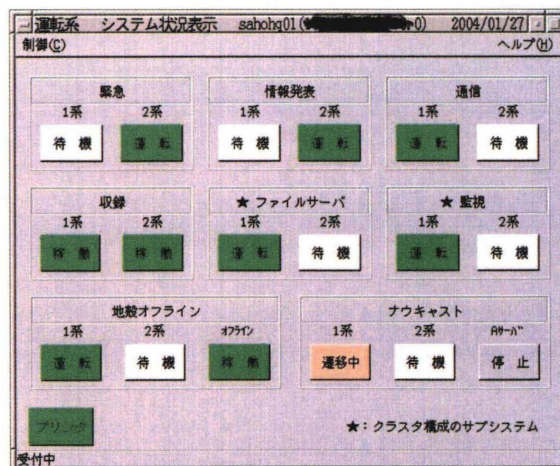 運転系 システム状況表示 sahohq01( 0) 2004/01/27
制御(C) ヘルプ(H)
緊急 情報発表 通信
1系 2系 1系 2系 1系 2系
待機 運転 待機 運転 運転 待機
収録 ★ファイルサーバ ★監視
1系 2系 1系 2系 1系 2系
稼働 稼働 運転 待機 運転 待機
地殻オフライン ナウキャスト
1系 2系 オフライン 1系 2系 Aサーバ
運転 待機 稼働 遷移中 待機 停止
★:クラスタ構成のサブシステム
受付中